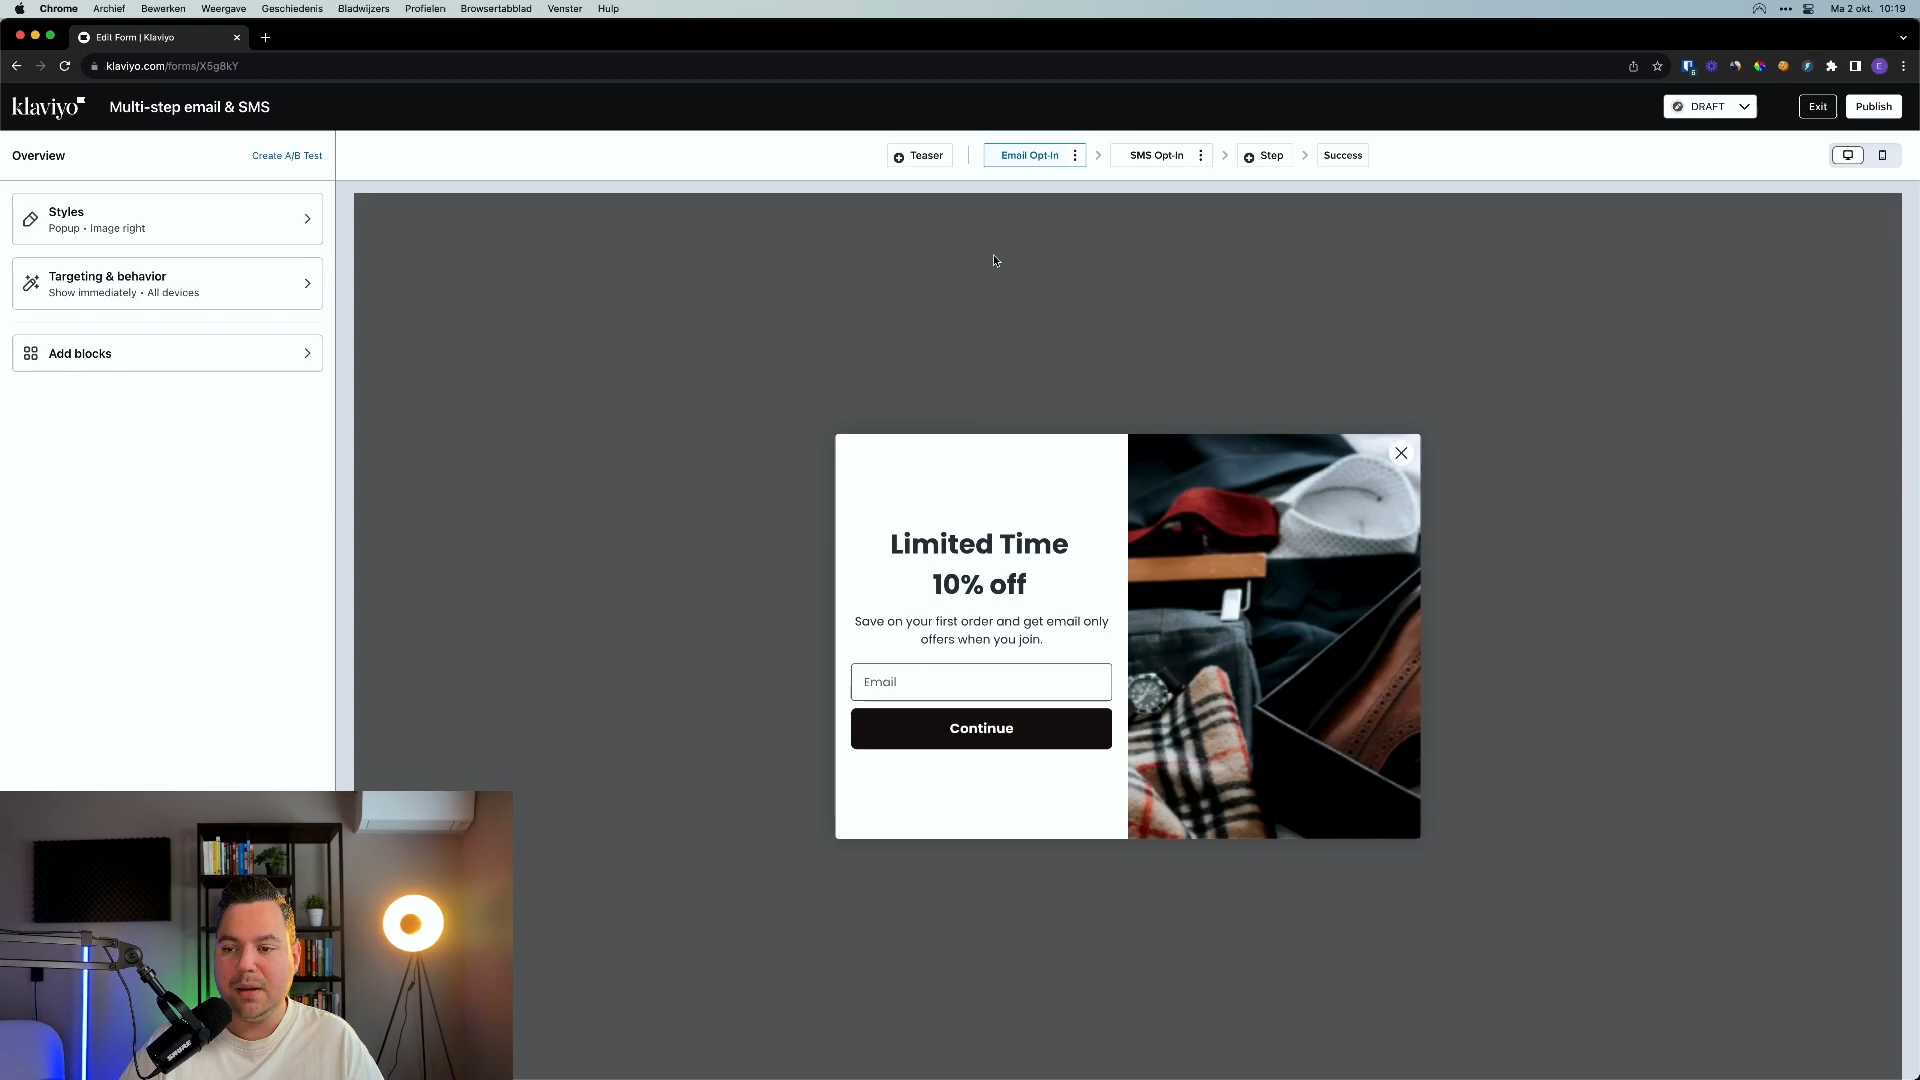 Chrome Archief Bewerken Weergave Geschiedenis Bladwijzers Profielen Browsertabblad Venster Hulp Ma 2 okt. 10:19
Edit Form | Klaviyo
klaviyo.com/forms/X5g8kY
klaviyo Multi-step email & SMS DRAFT Exit Publish
Overview Create A/B Test Teaser Email Opt-In SMS Opt-In Step Success
Styles
Popup • Image right
Targeting & behavior
Show immediately • All devices
Add blocks
Limited Time
10% off
Save on your first order and get email only
offers when you join.
Email
Continue
SHURE